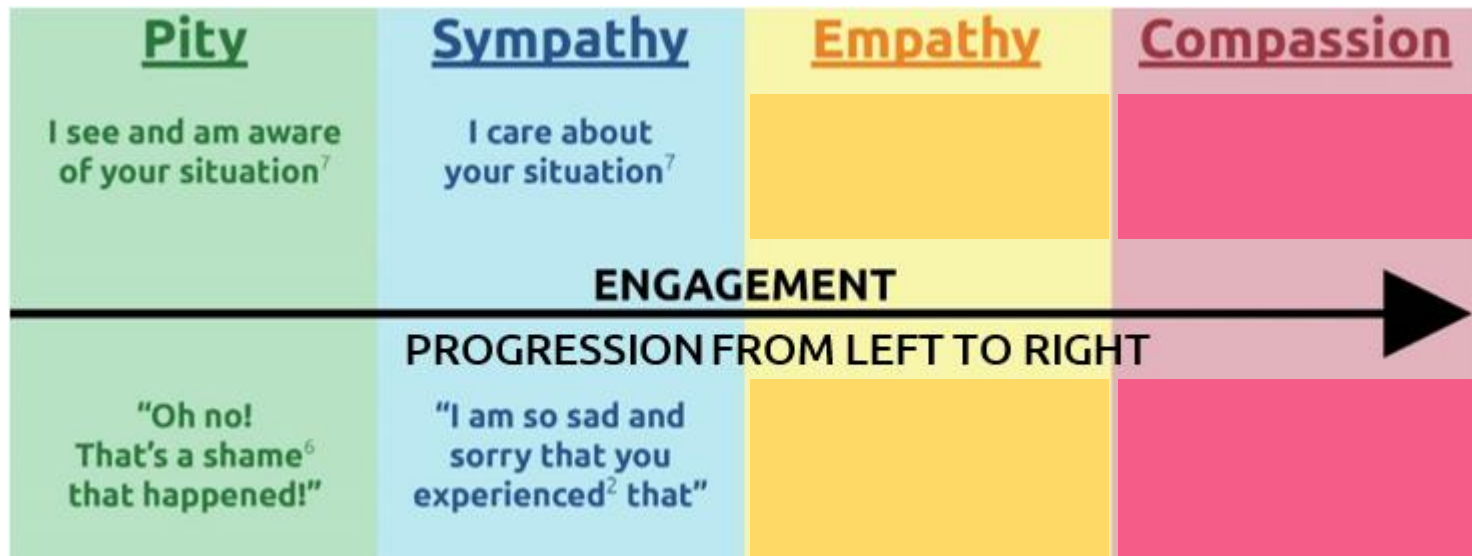 Pity
Sympathy
Empathy
Compassion
I see and am aware
of your situation⁷
I care about
your situation⁷
ENGAGEMENT
PROGRESSION FROM LEFT TO RIGHT
“Oh no!
That’s a shame⁶
that happened!”
“I am so sad and
sorry that you
experienced² that”